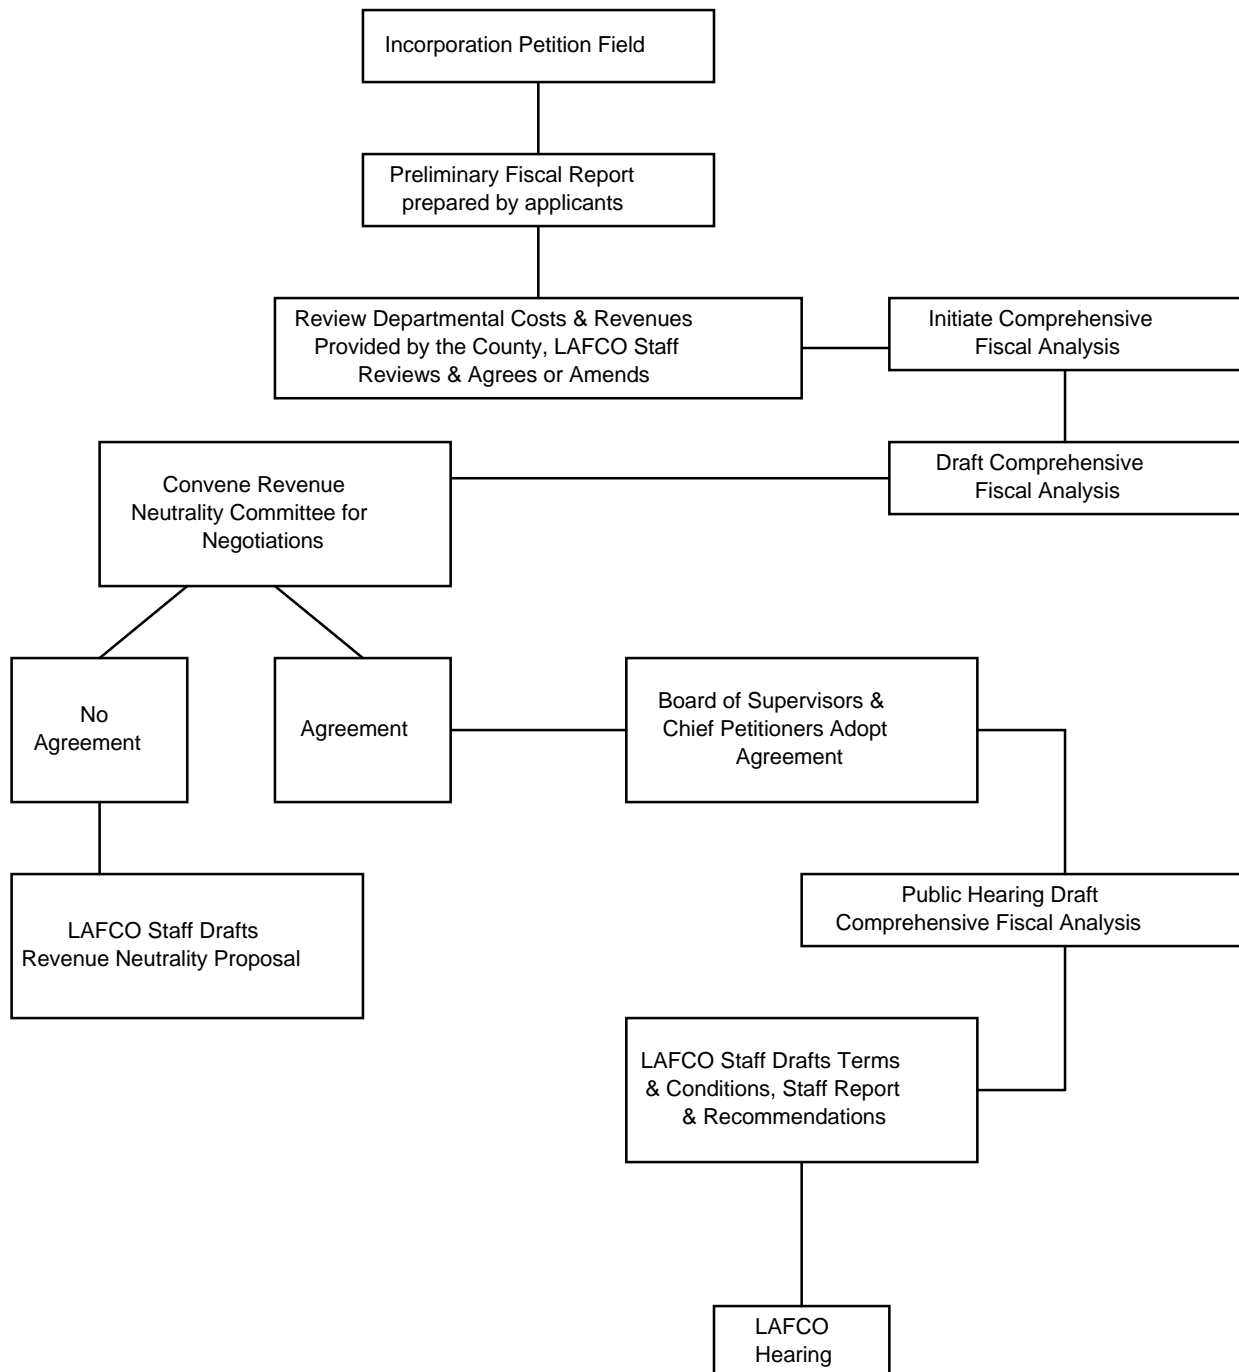 Incorporation Petition Field
Preliminary Fiscal Report
prepared by applicants
Review Departmental Costs & Revenues
Provided by the County, LAFCO Staff
Reviews & Agrees or Amends
Initiate Comprehensive
Fiscal Analysis
Draft Comprehensive
Fiscal Analysis
Convene Revenue
Neutrality Committee for
Negotiations
No
Agreement
Agreement
Board of Supervisors &
Chief Petitioners Adopt
Agreement
LAFCO Staff Drafts
Revenue Neutrality Proposal
Public Hearing Draft
Comprehensive Fiscal Analysis
LAFCO Staff Drafts Terms
& Conditions, Staff Report
& Recommendations
LAFCO
Hearing